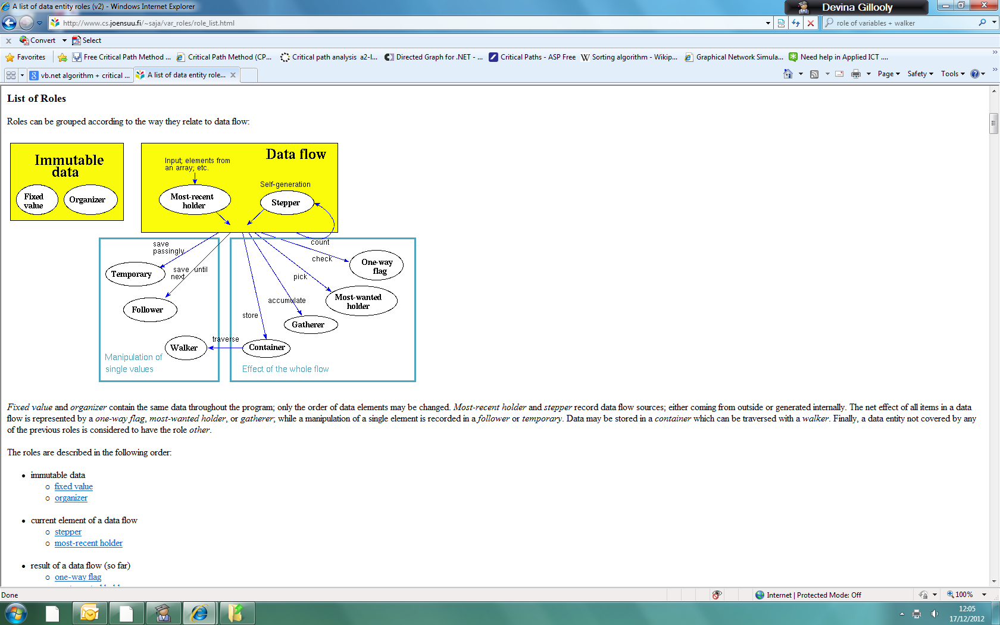 A list of data entity roles (v2) - Windows Internet Explorer
Devina Gillooly
http://www.cs.joensuu.fi/~saja/var_roles/role_list.html
role of variables + walker
x Convert Select
Favorites Free Critical Path Method ... Critical Path Method (CP... Critical path analysis a2-l... Directed Graph for .NET - ... Critical Paths - ASP Free Sorting algorithm - Wikip... Graphical Network Simula... Need help in Applied ICT ....
vb.net algorithm + critical ... A list of data entity role... Page Safety Tools
List of Roles
Roles can be grouped according to the way they relate to data flow:
Immutable
data
Fixed
value
Organizer
Data flow
Input; elements from
an array; etc.
Self-generation
Most-recent
holder
Stepper
count
save
passingly
check
One-way
flag
save until
next
Temporary
pick
Most-wanted
holder
accumulate
Follower
store
Gatherer
traverse
Walker
Container
Manipulation of
single values
Effect of the whole flow
Fixed value and organizer contain the same data throughout the program; only the order of data elements may be changed. Most-recent holder and stepper record data flow sources; either coming from outside or generated internally. The net effect of all items in a data
flow is represented by a one-way flag, most-wanted holder, or gatherer; while a manipulation of a single element is recorded in a follower or temporary. Data may be stored in a container which can be traversed with a walker. Finally, a data entity not covered by any
of the previous roles is considered to have the role other.
The roles are described in the following order:
immutable data
fixed value
organizer
current element of a data flow
stepper
most-recent holder
result of a data flow (so far)
one-way flag
Done
Internet | Protected Mode: Off
100%
12:05
17/12/2012